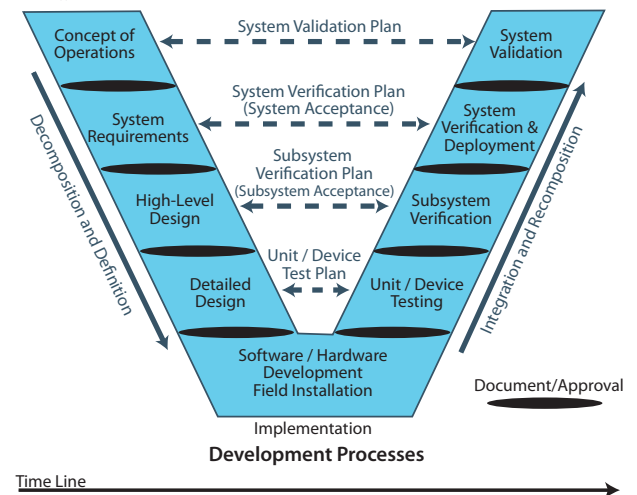 Concept of
Operations
System Validation Plan
System
Validation
System Verification Plan
(System Acceptance)
System
Requirements
System
Verification &
Deployment
Subsystem
Verification Plan
(Subsystem Acceptance)
High-Level
Design
Subsystem
Verification
Unit / Device
Test Plan
Detailed
Design
Unit / Device
Testing
Decomposition and Definition
Integration and Recomposition
Software / Hardware
Development
Field Installation
Document/Approval
Implementation
Development Processes
Time Line